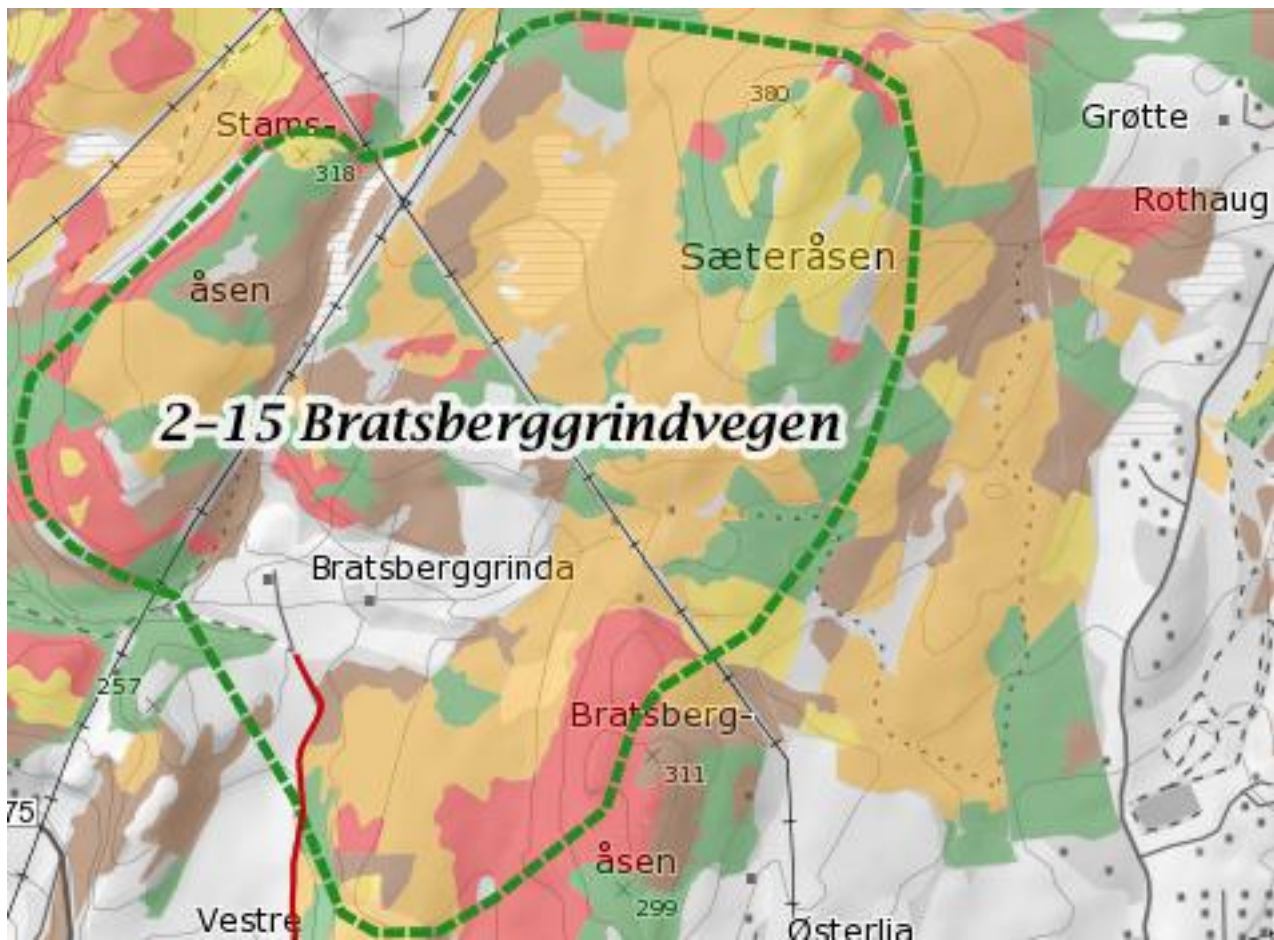 380
Grøtte
Stams-
318
Rothaug
Sæteråsen
åsen
2-15 Bratsberggrindvegen
Bratsberggrinda
257
Bratsberg-
311
75
åsen
299
Vestre
Østerlia